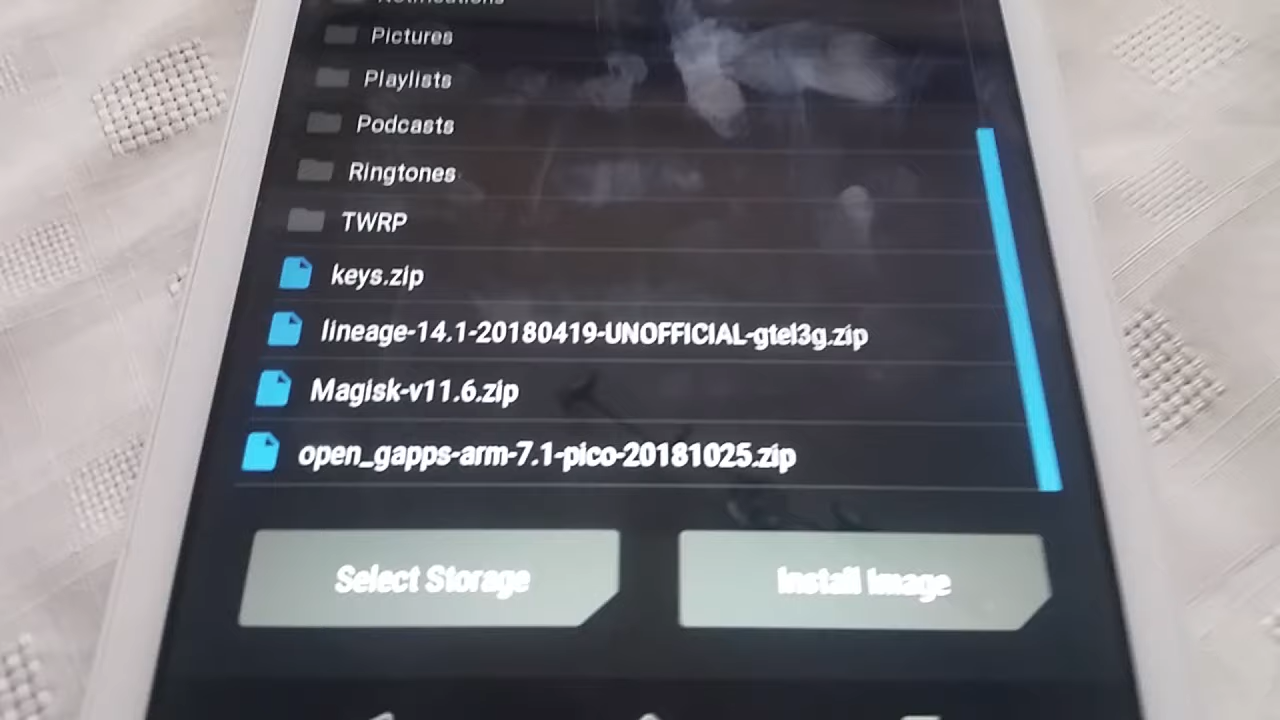 Notifications
Pictures
Playlists
Podcasts
Ringtones
TWRP
keys.zip
lineage-14.1-20180419-UNOFFICIAL-gtel3g.zip
Magisk-v11.6.zip
open_gapps-arm-7.1-pico-20181025.zip
Select Storage
Install Image